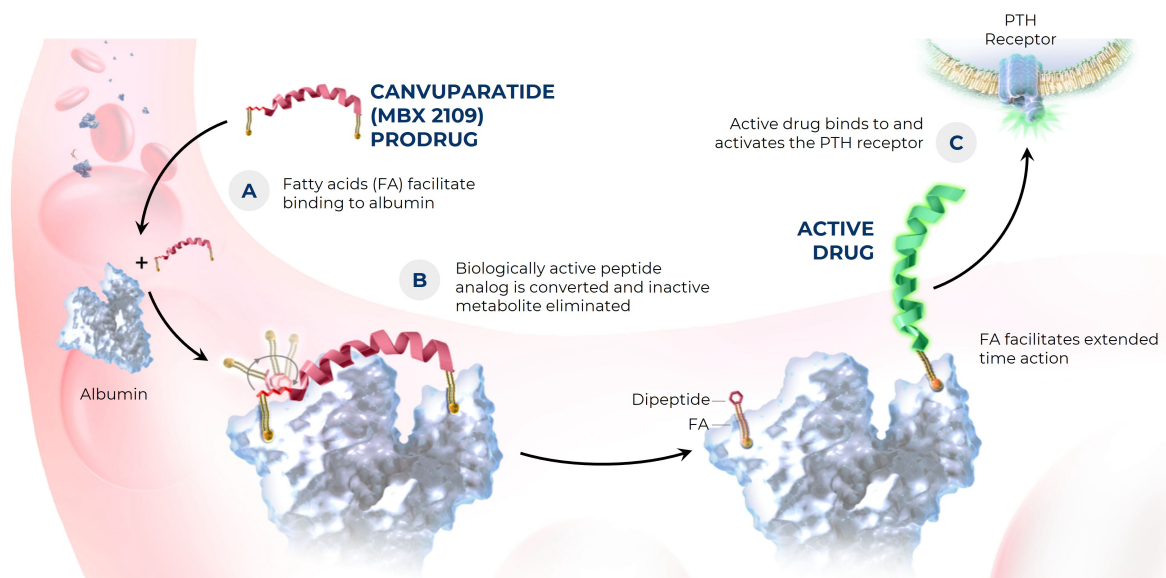 PTH
Receptor
CANVUPARATIDE
(MBX 2109)
PRODRUG
A
Fatty acids (FA) facilitate
binding to albumin
+
Albumin
B
Biologically active peptide
analog is converted and inactive
metabolite eliminated
Dipeptide
FA
ACTIVE
DRUG
FA facilitates extended
time action
C
Active drug binds to and
activates the PTH receptor